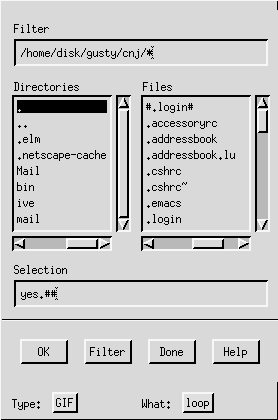 Filter
/home/disk/gusty/cnj/*
Directories
.
..
.elm
.netscape-cache
Mail
bin
ive
mail
Files
#.login#
.accessoryrc
.addressbook
.addressbook.lu
.cshrc
.cshrc~
.emacs
.login
Selection
yes.##
OK Filter Done Help
Type: GIF What: loop